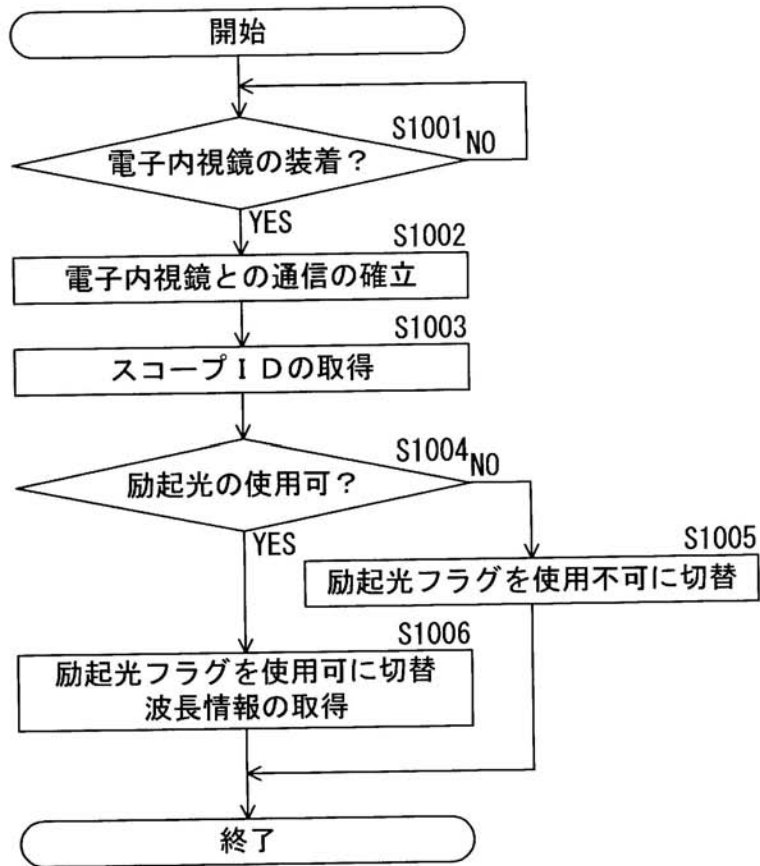 開始
S1001
NO
電子内視鏡の装着？
YES
S1002
電子内視鏡との通信の確立
S1003
スコープＩＤの取得
S1004
NO
励起光の使用可？
YES
S1005
励起光フラグを使用不可に切替
S1006
励起光フラグを使用可に切替
波長情報の取得
終了